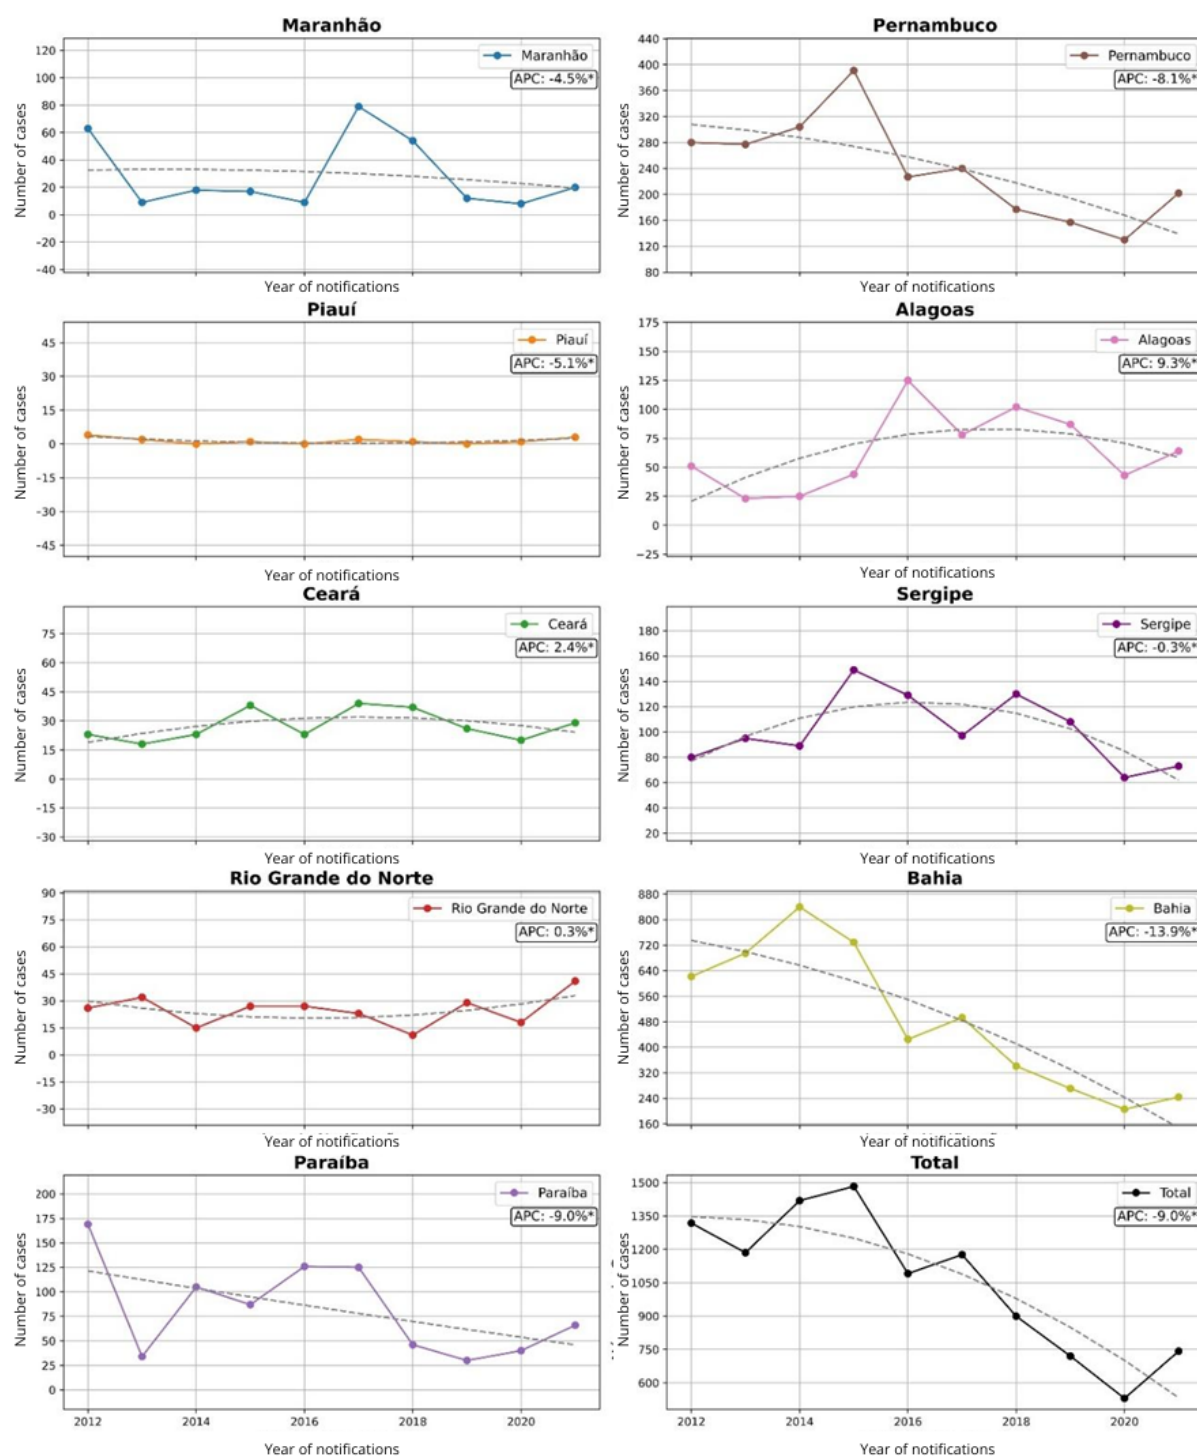 Maranhão
Number of cases
120
100
80
60
40
20
0
−20
−40
Maranhão
APC: -4.5%*
Year of notifications
Pernambuco
Number of cases
440
400
360
320
280
240
200
160
120
80
Pernambuco
APC: -8.1%*
Year of notifications
Piauí
Number of cases
45
30
15
0
−15
−30
−45
Piauí
APC: -5.1%*
Year of notifications
Alagoas
Number of cases
175
150
125
100
75
50
25
0
−25
Alagoas
APC: 9.3%*
Year of notifications
Ceará
Number of cases
75
60
45
30
15
0
−15
−30
Ceará
APC: 2.4%*
Year of notifications
Sergipe
Number of cases
180
160
140
120
100
80
60
40
20
Sergipe
APC: -0.3%*
Year of notifications
Rio Grande do Norte
Number of cases
90
75
60
45
30
15
0
−15
−30
Rio Grande do Norte
APC: 0.3%*
Year of notifications
Bahia
Number of cases
880
800
720
640
560
480
400
320
240
160
Bahia
APC: -13.9%*
Year of notifications
Paraíba
Number of cases
200
175
150
125
100
75
50
25
0
Paraíba
APC: -9.0%*
2012 2014 2016 2018 2020
Year of notifications
Total
Number of cases
1500
1350
1200
1050
900
750
600
Total
APC: -9.0%*
2012 2014 2016 2018 2020
Year of notifications